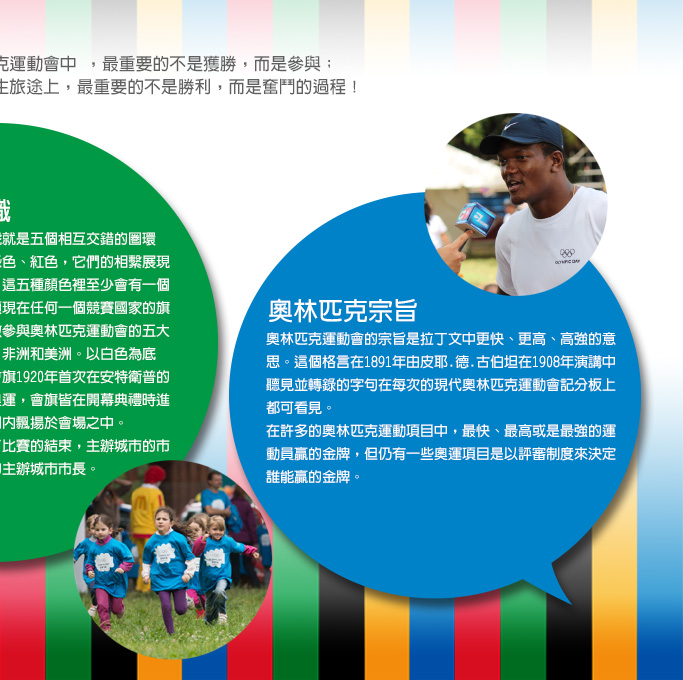 克運動會中 ，最重要的不是獲勝，而是參與；
生旅途上，最重要的不是勝利，而是奮鬥的過程！
就是五個相互交錯的圈環
色、紅色，它們的相繫展現
這五種顏色裡至少會有一個
現在任何一個競賽國家的旗
參與奧林匹克運動會的五大
非洲和美洲。以白色為底
旗1920年首次在安特衛普的
運，會旗皆在開幕典禮時進
內飄揚於會場之中。
比賽的結束，主辦城市的市
主辦城市市長。
奧林匹克宗旨
奧林匹克運動會的宗旨是拉丁文中更快、更高、高強的意
思。這個格言在1891年由皮耶.德.古伯坦在1908年演講中
聽見並轉錄的字句在每次的現代奧林匹克運動會記分板上
都可看見。
在許多的奧林匹克運動項目中，最快、最高或是最強的運
動員贏的金牌，但仍有一些奧運項目是以評審制度來決定
誰能贏的金牌。
OLYMPIC DAY